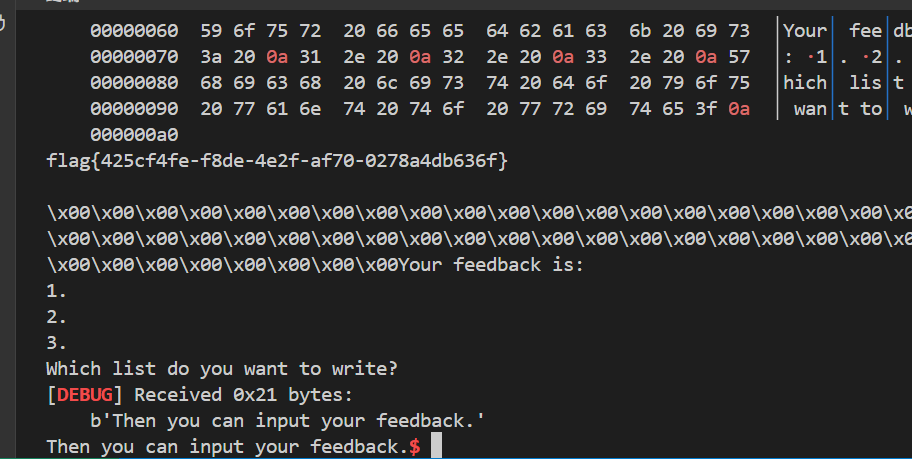 00000060 59 6f 75 72 20 66 65 65 64 62 61 63 6b 20 69 73 │Your│ fee│db
00000070 3a 20 0a 31 2e 20 0a 32 2e 20 0a 33 2e 20 0a 57 │: ·1│. ·2│.
00000080 68 69 63 68 20 6c 69 73 74 20 64 6f 20 79 6f 75 │hich│ lis│t
00000090 20 77 61 6e 74 20 74 6f 20 77 72 69 74 65 3f 0a │ wan│t to│ w
000000a0
flag{425cf4fe-f8de-4e2f-af70-0278a4db636f}
\x00\x00\x00\x00\x00\x00\x00\x00\x00\x00\x00\x00\x00\x00\x00\x00\x00\x00\x00\x0
\x00\x00\x00\x00\x00\x00\x00\x00\x00\x00\x00\x00\x00\x00\x00\x00\x00\x00\x00\x0
\x00\x00\x00\x00\x00\x00\x00\x00Your feedback is:
1.
2.
3.
Which list do you want to write?
[DEBUG] Received 0x21 bytes:
b'Then you can input your feedback.'
Then you can input your feedback.$